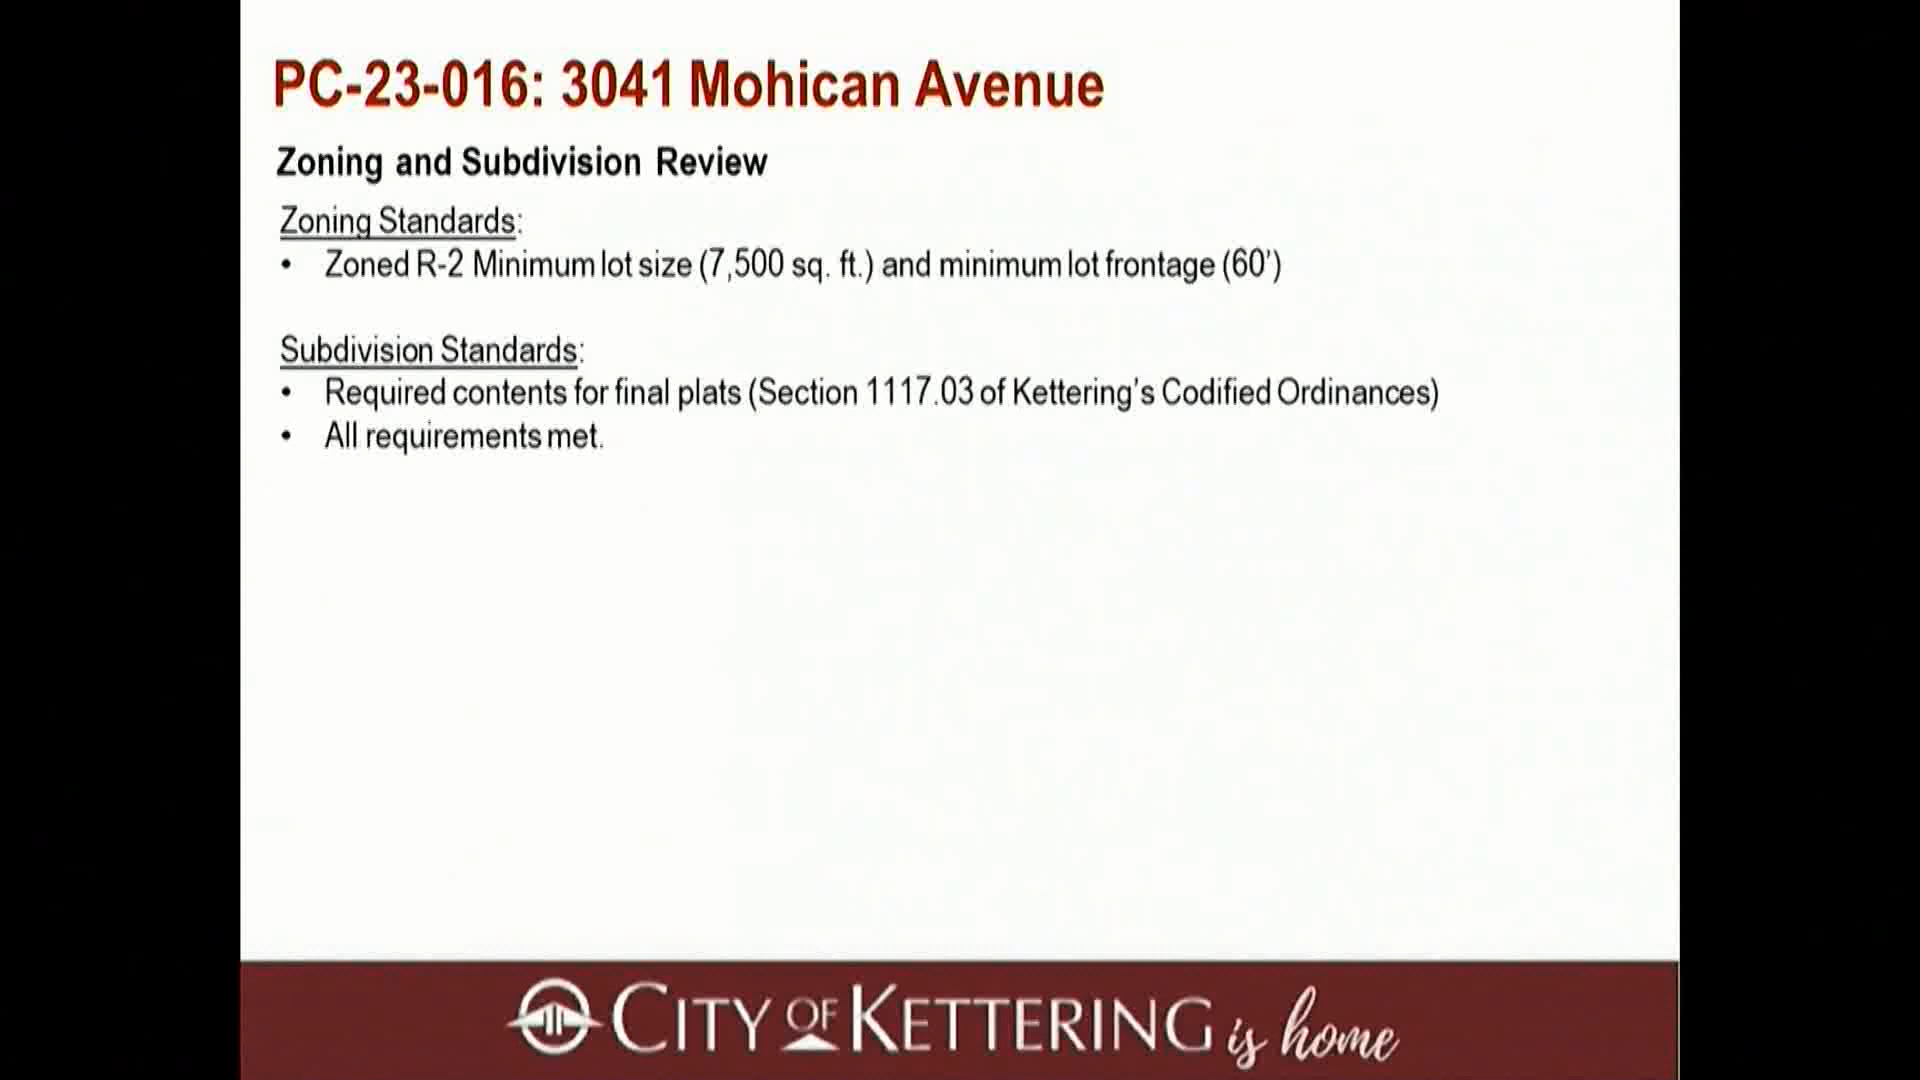 PC-23-016: 3041 Mohican Avenue
Zoning and Subdivision Review
Zoning Standards:
• Zoned R-2 Minimum lot size (7,500 sq. ft.) and minimum lot frontage (60’)
Subdivision Standards:
• Required contents for final plats (Section 1117.03 of Kettering’s Codified Ordinances)
• All requirements met.
CITY OF KETTERING is home